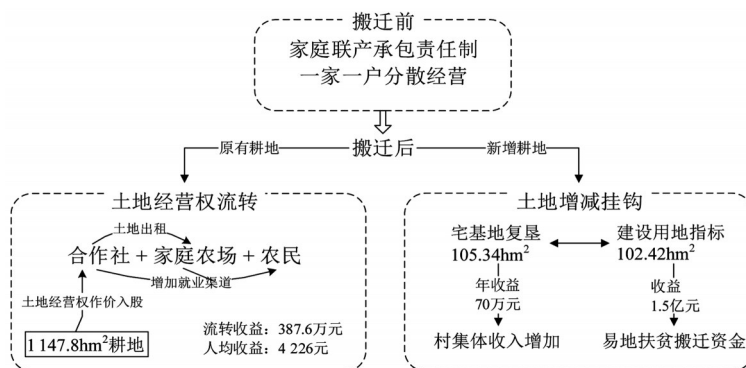 搬迁前
家庭联产承包责任制
一家一户分散经营
原有耕地
搬迁后
新增耕地
土地经营权流转
土地出租
合作社+家庭农场+农民
增加就业渠道
土地经营权作价入股
1 147.8hm²耕地
流转收益：387.6万元
人均收益：4 226元
土地增减挂钩
宅基地复垦
105.34hm²
建设用地指标
102.42hm²
年收益
70万元
收益
1.5亿元
村集体收入增加
易地扶贫搬迁资金